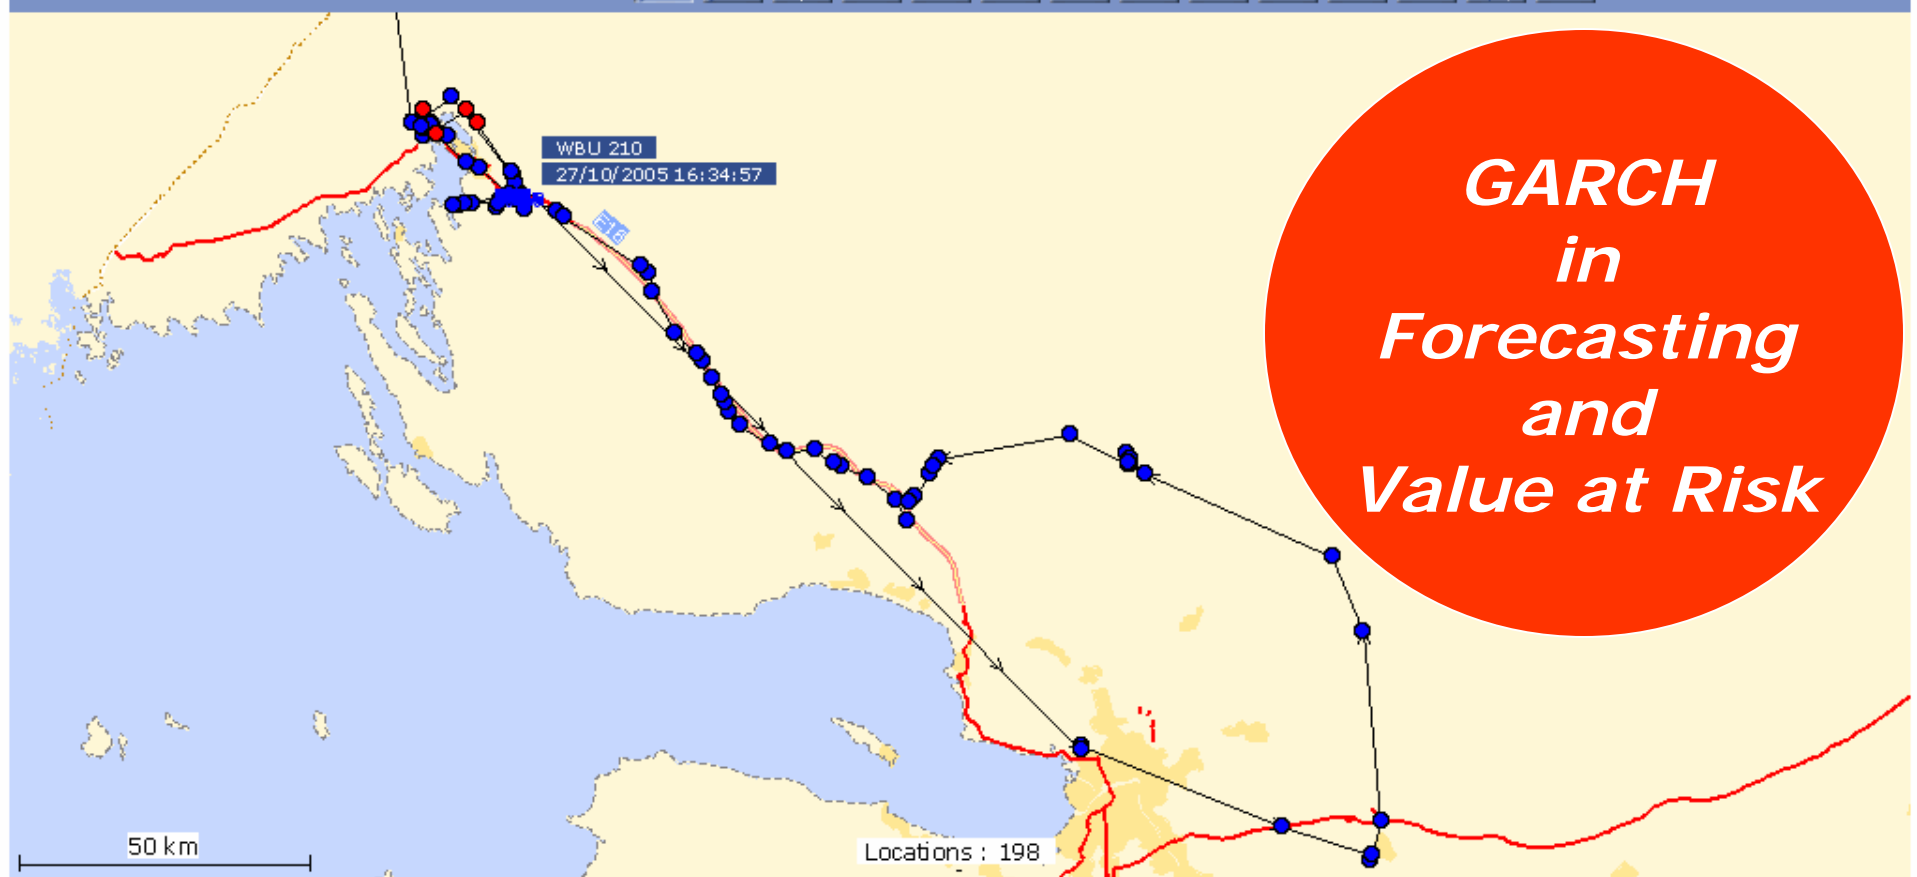 WBU 210
27/10/2005 16:34:57
E18
GARCH
in
Forecasting
and
Value at Risk
50 km
Locations : 198